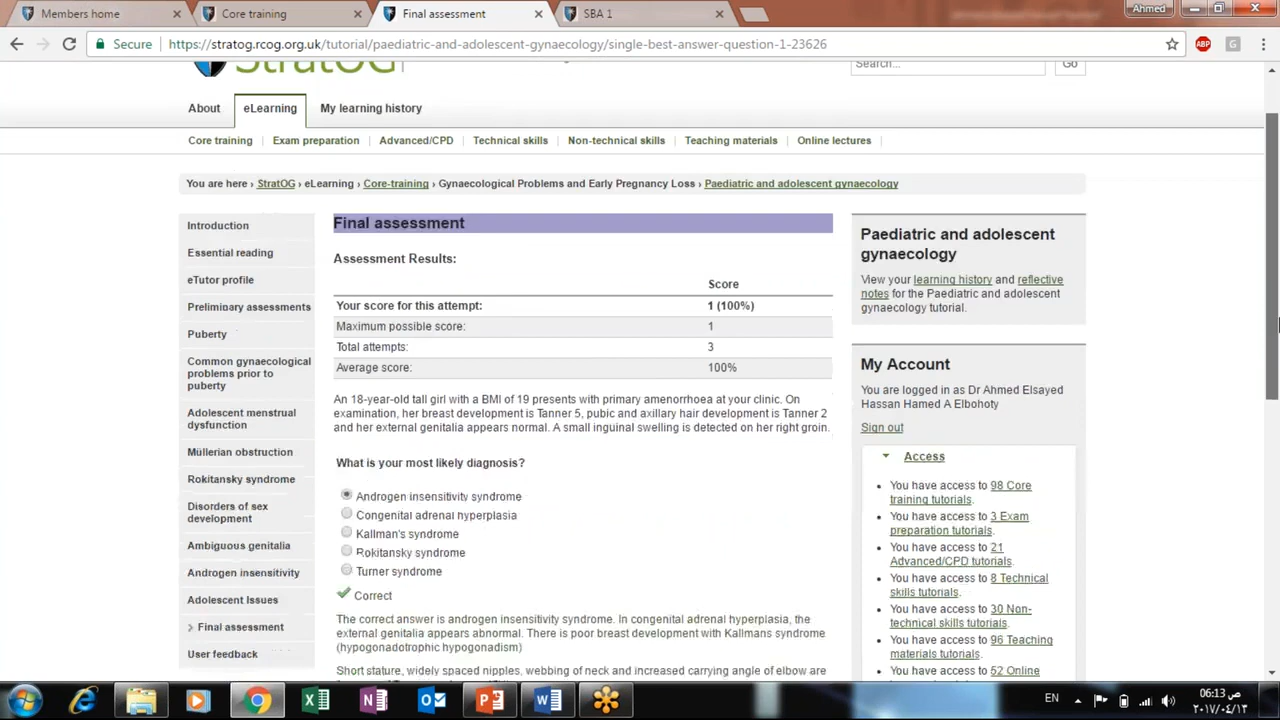 Members home
Core training
Final assessment
SBA 1
Ahmed
Secure
https://stratog.rcog.org.uk/tutorial/paediatric-and-adolescent-gynaecology/single-best-answer-question-1-23626
ABP
G
StratOG
Search...
Go
About
eLearning
My learning history
Core training
Exam preparation
Advanced/CPD
Technical skills
Non-technical skills
Teaching materials
Online lectures
You are here › StratOG › eLearning › Core-training › Gynaecological Problems and Early Pregnancy Loss › Paediatric and adolescent gynaecology
Introduction
Essential reading
eTutor profile
Preliminary assessments
Puberty
Common gynaecological
problems prior to
puberty
Adolescent menstrual
dysfunction
Müllerian obstruction
Rokitansky syndrome
Disorders of sex
development
Ambiguous genitalia
Androgen insensitivity
Adolescent Issues
Final assessment
User feedback
Final assessment
Assessment Results:
Score
Your score for this attempt: 1 (100%)
Maximum possible score: 1
Total attempts: 3
Average score: 100%
An 18-year-old tall girl with a BMI of 19 presents with primary amenorrhoea at your clinic. On
examination, her breast development is Tanner 5, pubic and axillary hair development is Tanner 2
and her external genitalia appears normal. A small inguinal swelling is detected on her right groin.
What is your most likely diagnosis?
Androgen insensitivity syndrome
Congenital adrenal hyperplasia
Kallman's syndrome
Rokitansky syndrome
Turner syndrome
Correct
The correct answer is androgen insensitivity syndrome. In congenital adrenal hyperplasia, the
external genitalia appears abnormal. There is poor breast development with Kallmans syndrome
(hypogonadotrophic hypogonadism)
Short stature, widely spaced nipples, webbing of neck and increased carrying angle of elbow are
Paediatric and adolescent
gynaecology
View your learning history and reflective
notes for the Paediatric and adolescent
gynaecology tutorial.
My Account
You are logged in as Dr Ahmed Elsayed
Hassan Hamed A Elbohoty
Sign out
Access
You have access to 98 Core
training tutorials.
You have access to 3 Exam
preparation tutorials.
You have access to 21
Advanced/CPD tutorials.
You have access to 8 Technical
skills tutorials.
You have access to 30 Non-
technical skills tutorials.
You have access to 96 Teaching
materials tutorials.
You have access to 52 Online
EN
06:13 ص
٢٠١٧/٠٤/١٣